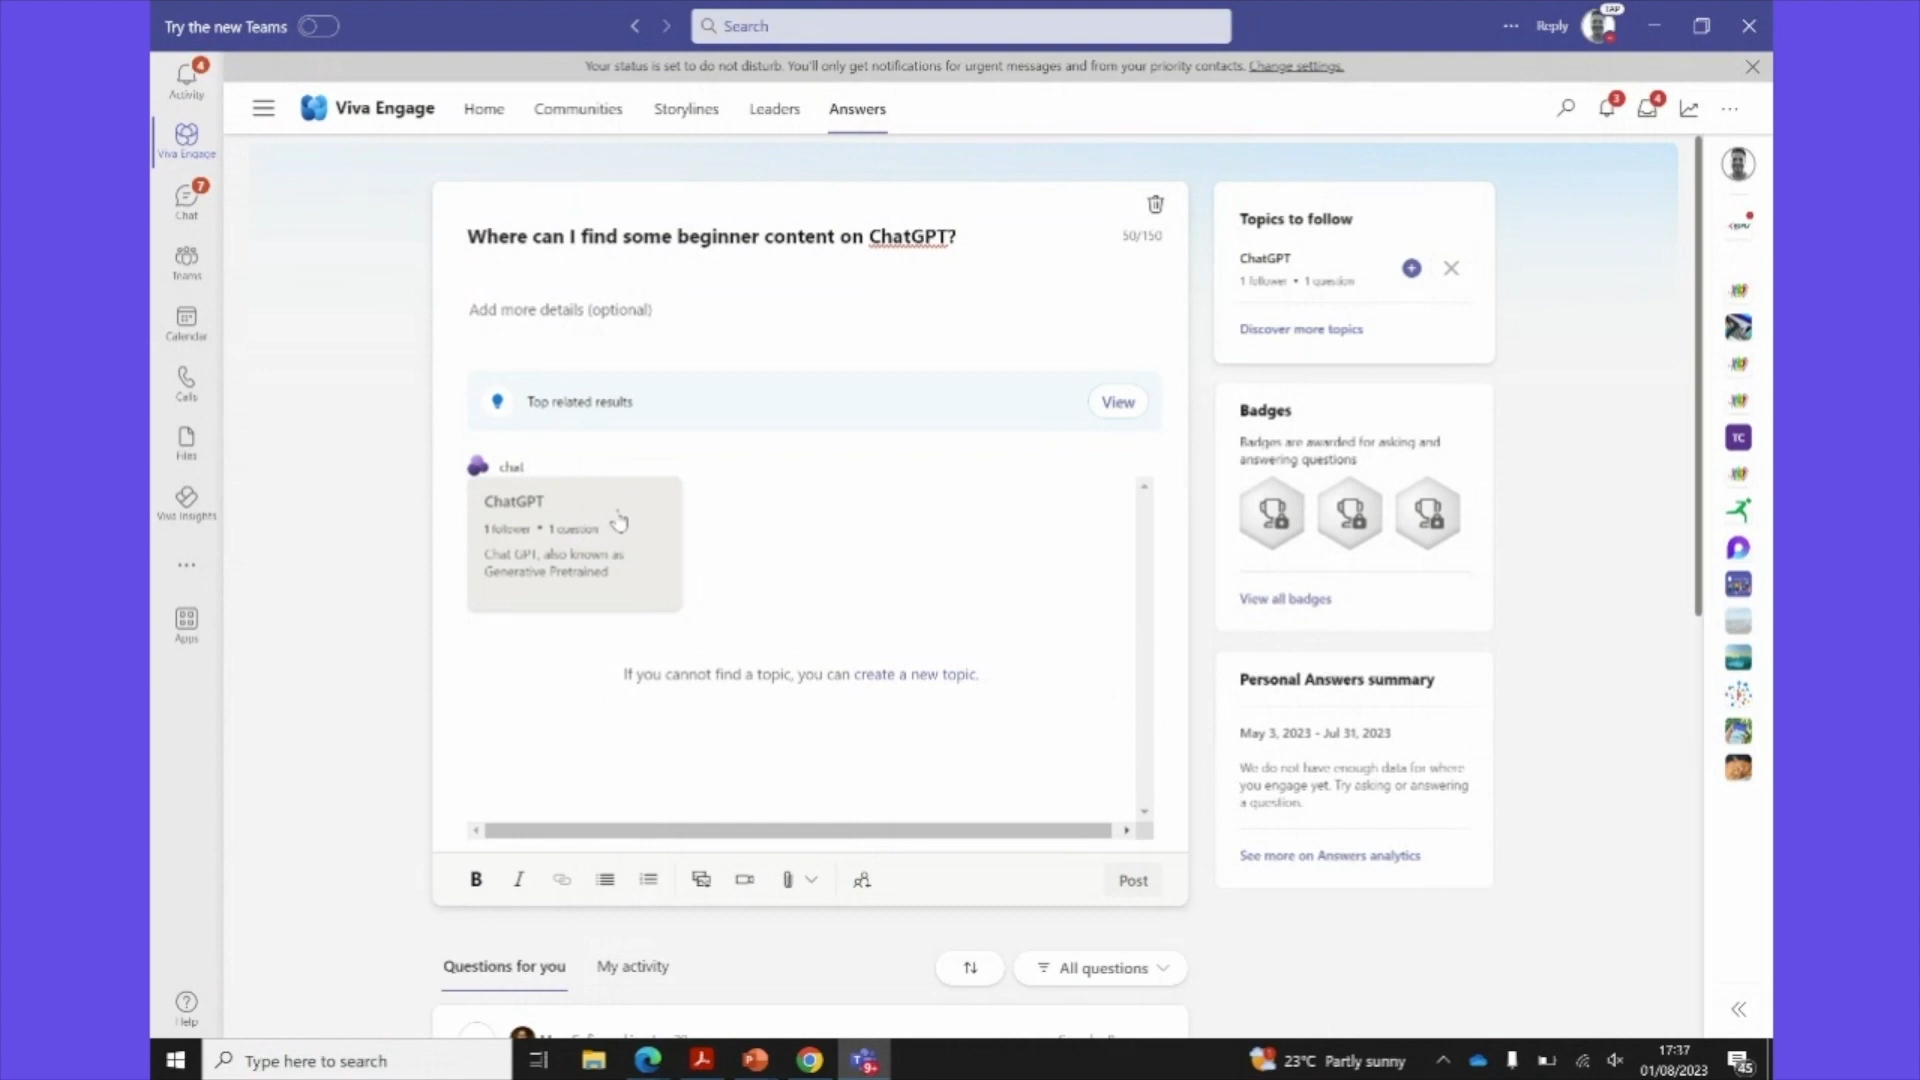 Try the new Teams
Search
Reply
TAP
Your status is set to do not disturb. You'll only get notifications for urgent messages and from your priority contacts. Change settings.
4
Activity
Viva Engage
Home
Communities
Storylines
Leaders
Answers
3
4
Viva Engage
7
Chat
Teams
Calendar
Calls
Files
Viva Insights
Apps
Help
Where can I find some beginner content on ChatGPT?
50/150
Add more details (optional)
Top related results
View
chat
ChatGPT
1 follower • 1 question
Chat GPT, also known as
Generative Pretrained
If you cannot find a topic, you can create a new topic.
B
I
Post
Questions for you
My activity
All questions
Topics to follow
ChatGPT
1 follower • 1 question
Discover more topics
Badges
Badges are awarded for asking and
answering questions
View all badges
Personal Answers summary
May 3, 2023 - Jul 31, 2023
We do not have enough data for where
you engage yet. Try asking or answering
a question.
See more on Answers analytics
TC
Type here to search
9+
23°C Partly sunny
17:37
01/08/2023
45